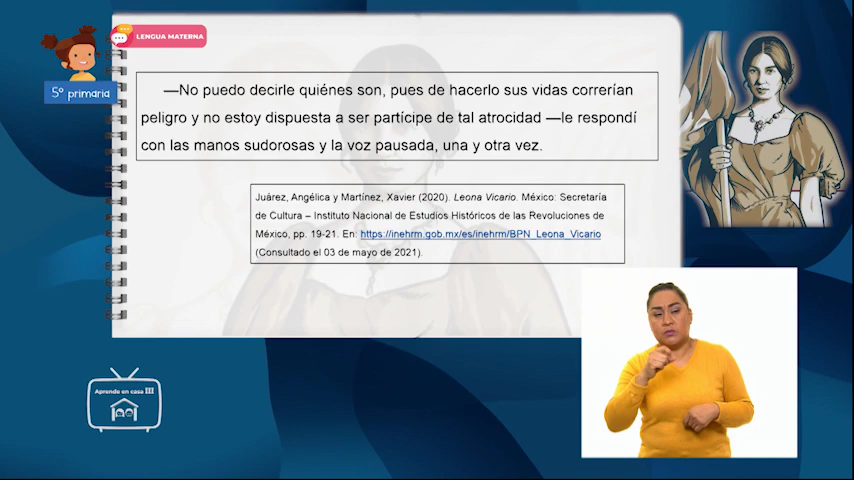 LENGUA MATERNA
5° primaria
—No puedo decirle quiénes son, pues de hacerlo sus vidas correrían
peligro y no estoy dispuesta a ser partícipe de tal atrocidad —le respondí
con las manos sudorosas y la voz pausada, una y otra vez.
Juárez, Angélica y Martínez, Xavier (2020). Leona Vicario. México: Secretaría
de Cultura – Instituto Nacional de Estudios Históricos de las Revoluciones de
México, pp. 19-21. En: https://inehrm.gob.mx/es/inehrm/BPN_Leona_Vicario
(Consultado el 03 de mayo de 2021).
Aprende en casa III